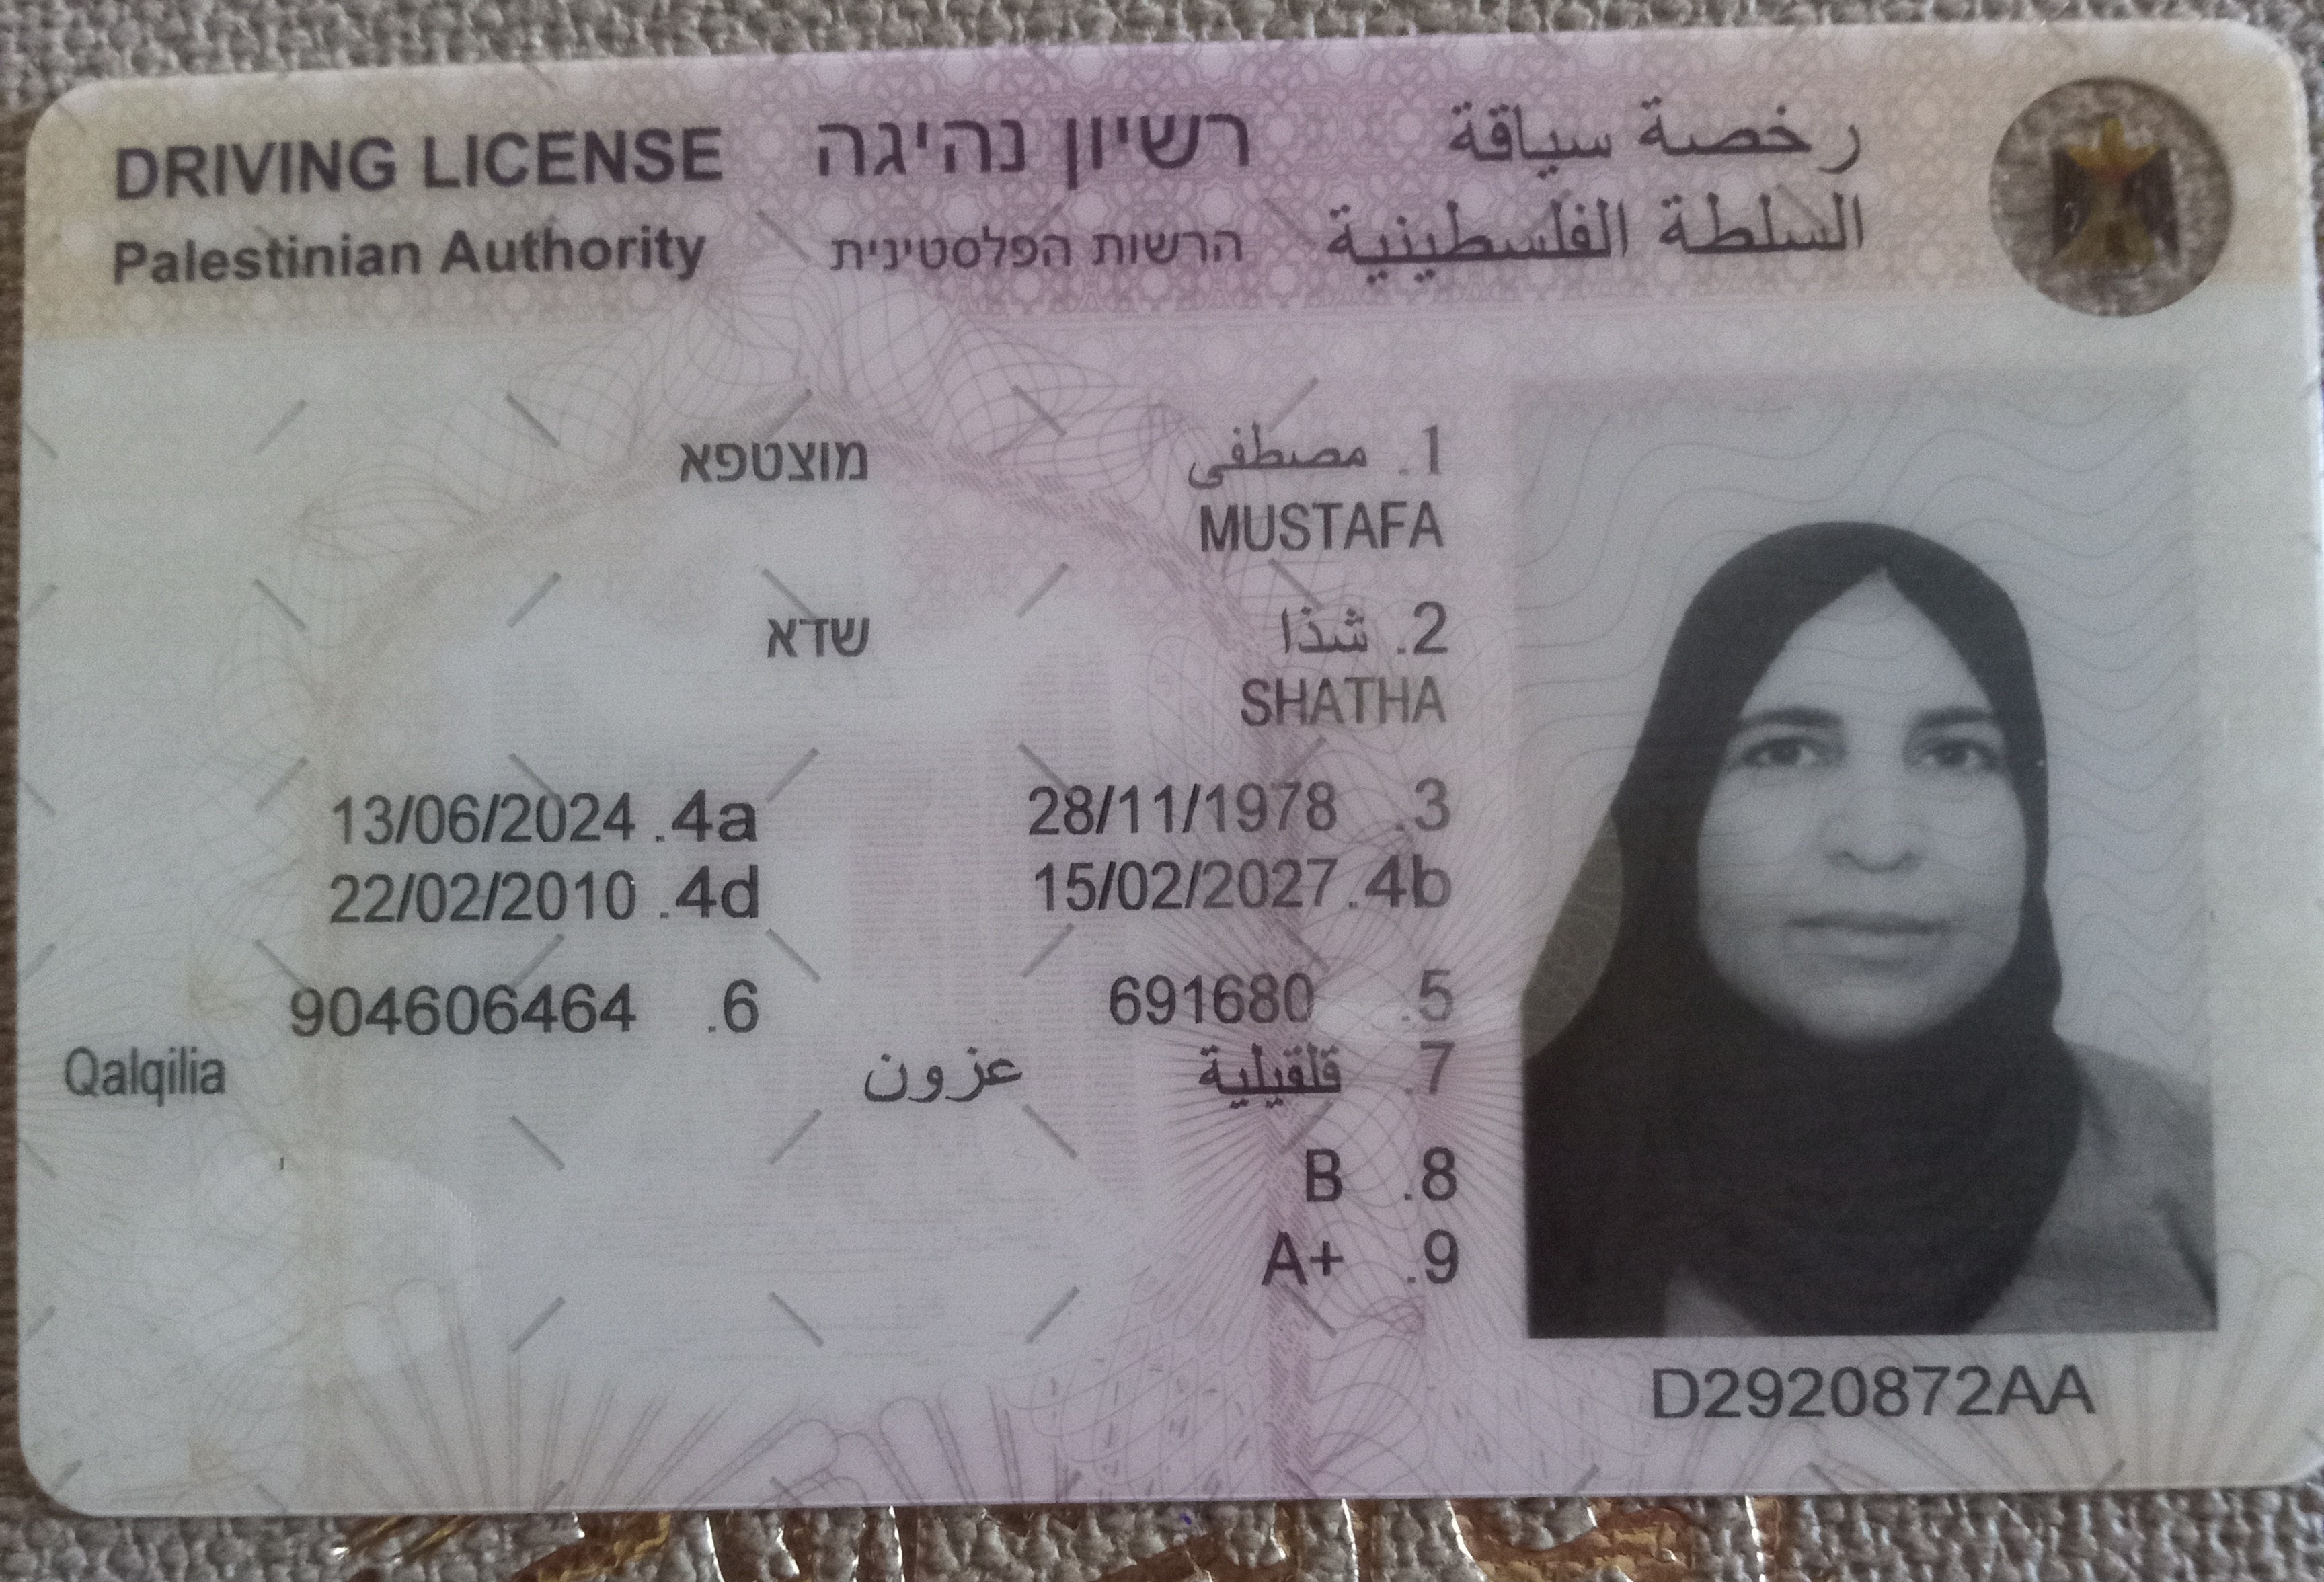 DRIVING LICENSE רשיון נהיגה رخصة سياقة
Palestinian Authority הרשות הפלסטינית السلطة الفلسطينية
1. مصطفى מוצטפא
MUSTAFA
2. شذا שדא
SHATHA
3. 28/11/1978 4a. 13/06/2024
4b. 15/02/2027 4d. 22/02/2010
5. 691680 6. 904606464
7. قلقيلية عزون Qalqilia
8. B
9. A+
D2920872AA